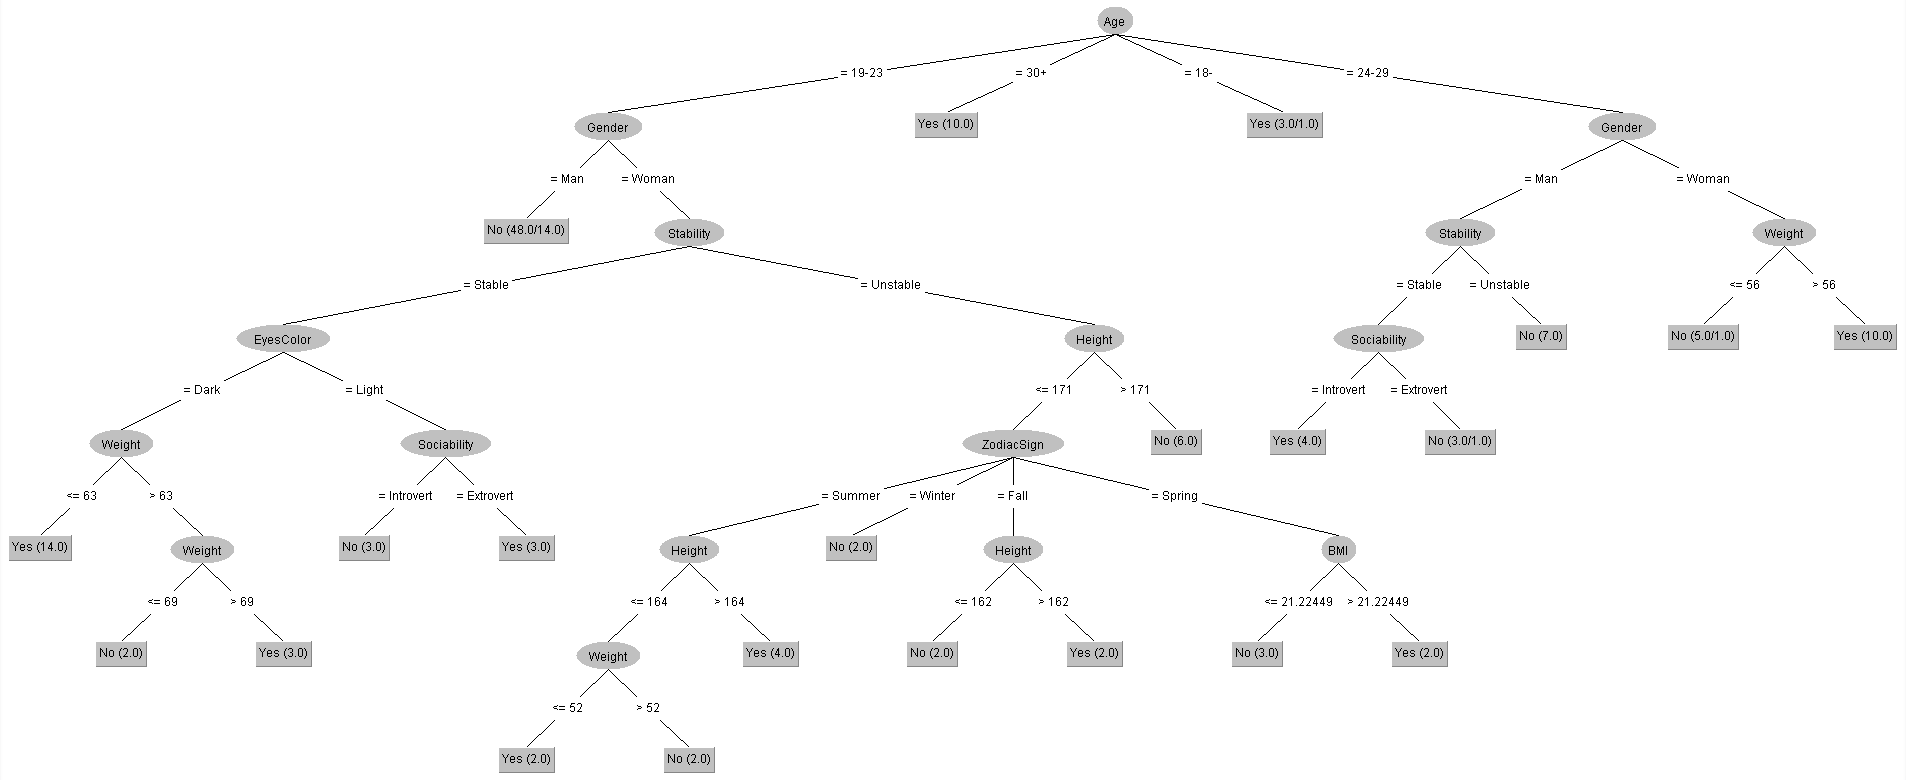 Age
= 19-23
= 30+
= 18-
= 24-29
Gender
Yes (10.0)
Yes (3.0/1.0)
Gender
= Man
= Woman
= Man
= Woman
No (48.0/14.0)
Stability
Stability
Weight
= Stable
= Unstable
= Stable
= Unstable
<= 56
> 56
EyesColor
Height
Sociability
No (7.0)
No (5.0/1.0)
Yes (10.0)
= Dark
= Light
<= 171
> 171
= Introvert
= Extrovert
Weight
Sociability
ZodiacSign
No (6.0)
Yes (4.0)
No (3.0/1.0)
<= 63
> 63
= Introvert
= Extrovert
= Summer
= Winter
= Fall
= Spring
Yes (14.0)
Weight
No (3.0)
Yes (3.0)
Height
No (2.0)
Height
BMI
<= 69
> 69
<= 164
> 164
<= 162
> 162
<= 21.22449
> 21.22449
No (2.0)
Yes (3.0)
Weight
Yes (4.0)
No (2.0)
Yes (2.0)
No (3.0)
Yes (2.0)
<= 52
> 52
Yes (2.0)
No (2.0)